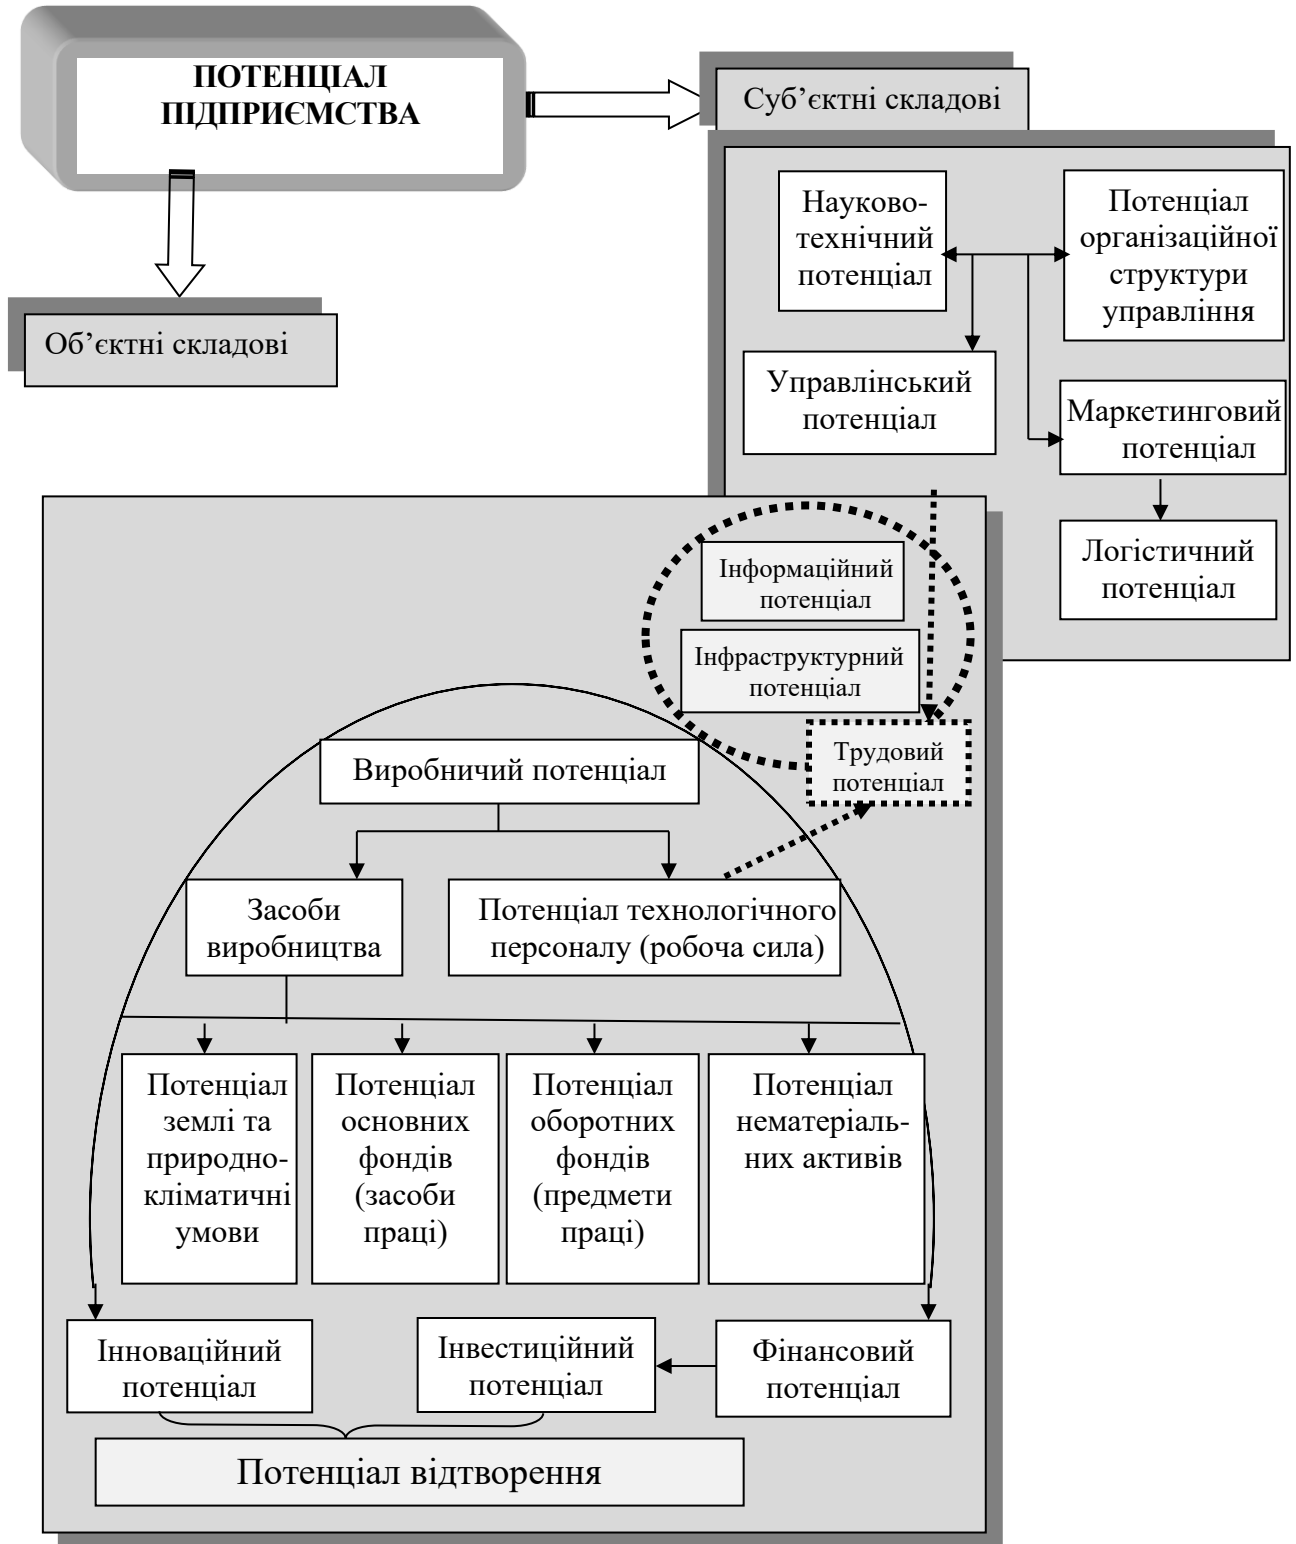 ПОТЕНЦІАЛ
ПІДПРИЄМСТВА
Суб’єктні складові
Науково-
технічний
потенціал
Потенціал
організаційної
структури
управління
Об’єктні складові
Управлінський
потенціал
Маркетинговий
потенціал
Логістичний
потенціал
Інформаційний
потенціал
Інфраструктурний
потенціал
Трудовий
потенціал
Виробничий потенціал
Засоби
виробництва
Потенціал технологічного
персоналу (робоча сила)
Потенціал
землі та
природно-
кліматичні
умови
Потенціал
основних
фондів
(засоби
праці)
Потенціал
оборотних
фондів
(предмети
праці)
Потенціал
нематеріаль-
них активів
Інноваційний
потенціал
Інвестиційний
потенціал
Фінансовий
потенціал
Потенціал відтворення